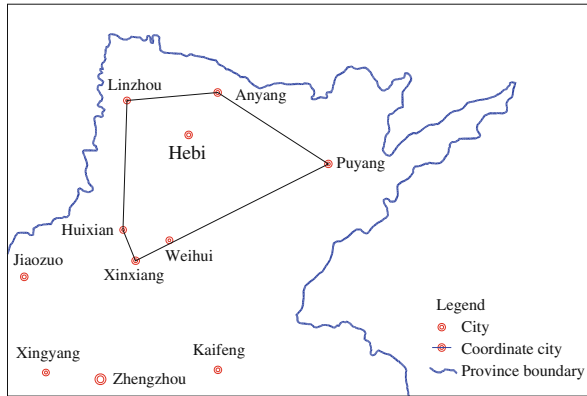 Linzhou
Anyang
Hebi
Puyang
Huixian
Weihui
Xinxiang
Jiaozuo
Xingyang
Zhengzhou
Kaifeng
Legend
City
Coordinate city
Province boundary